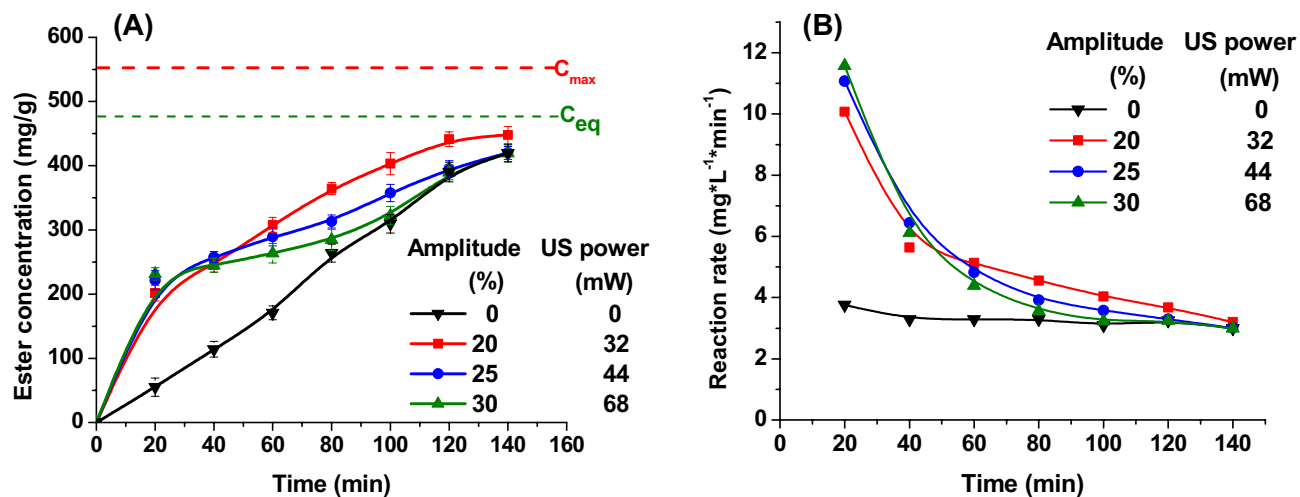 (A)
Ester concentration (mg/g)
600
500
400
300
200
100
0
C_max
C_eq
Amplitude US power
(%) (mW)
0 0
20 32
25 44
30 68
0 20 40 60 80 100 120 140 160
Time (min)
(B)
Reaction rate (mg*L⁻¹*min⁻¹)
12
10
8
6
4
2
0
Amplitude US power
(%) (mW)
0 0
20 32
25 44
30 68
20 40 60 80 100 120 140
Time (min)